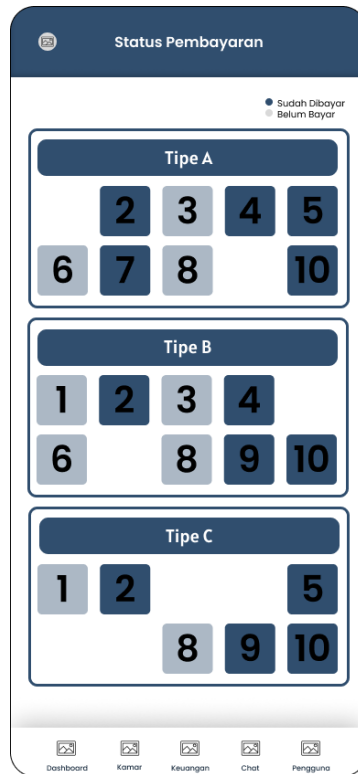 Status Pembayaran
Sudah Dibayar
Belum Bayar
Tipe A
2 3 4 5
6 7 8 10
Tipe B
1 2 3 4
6 8 9 10
Tipe C
1 2 5
8 9 10
Dashboard Kamar Keuangan Chat Pengguna